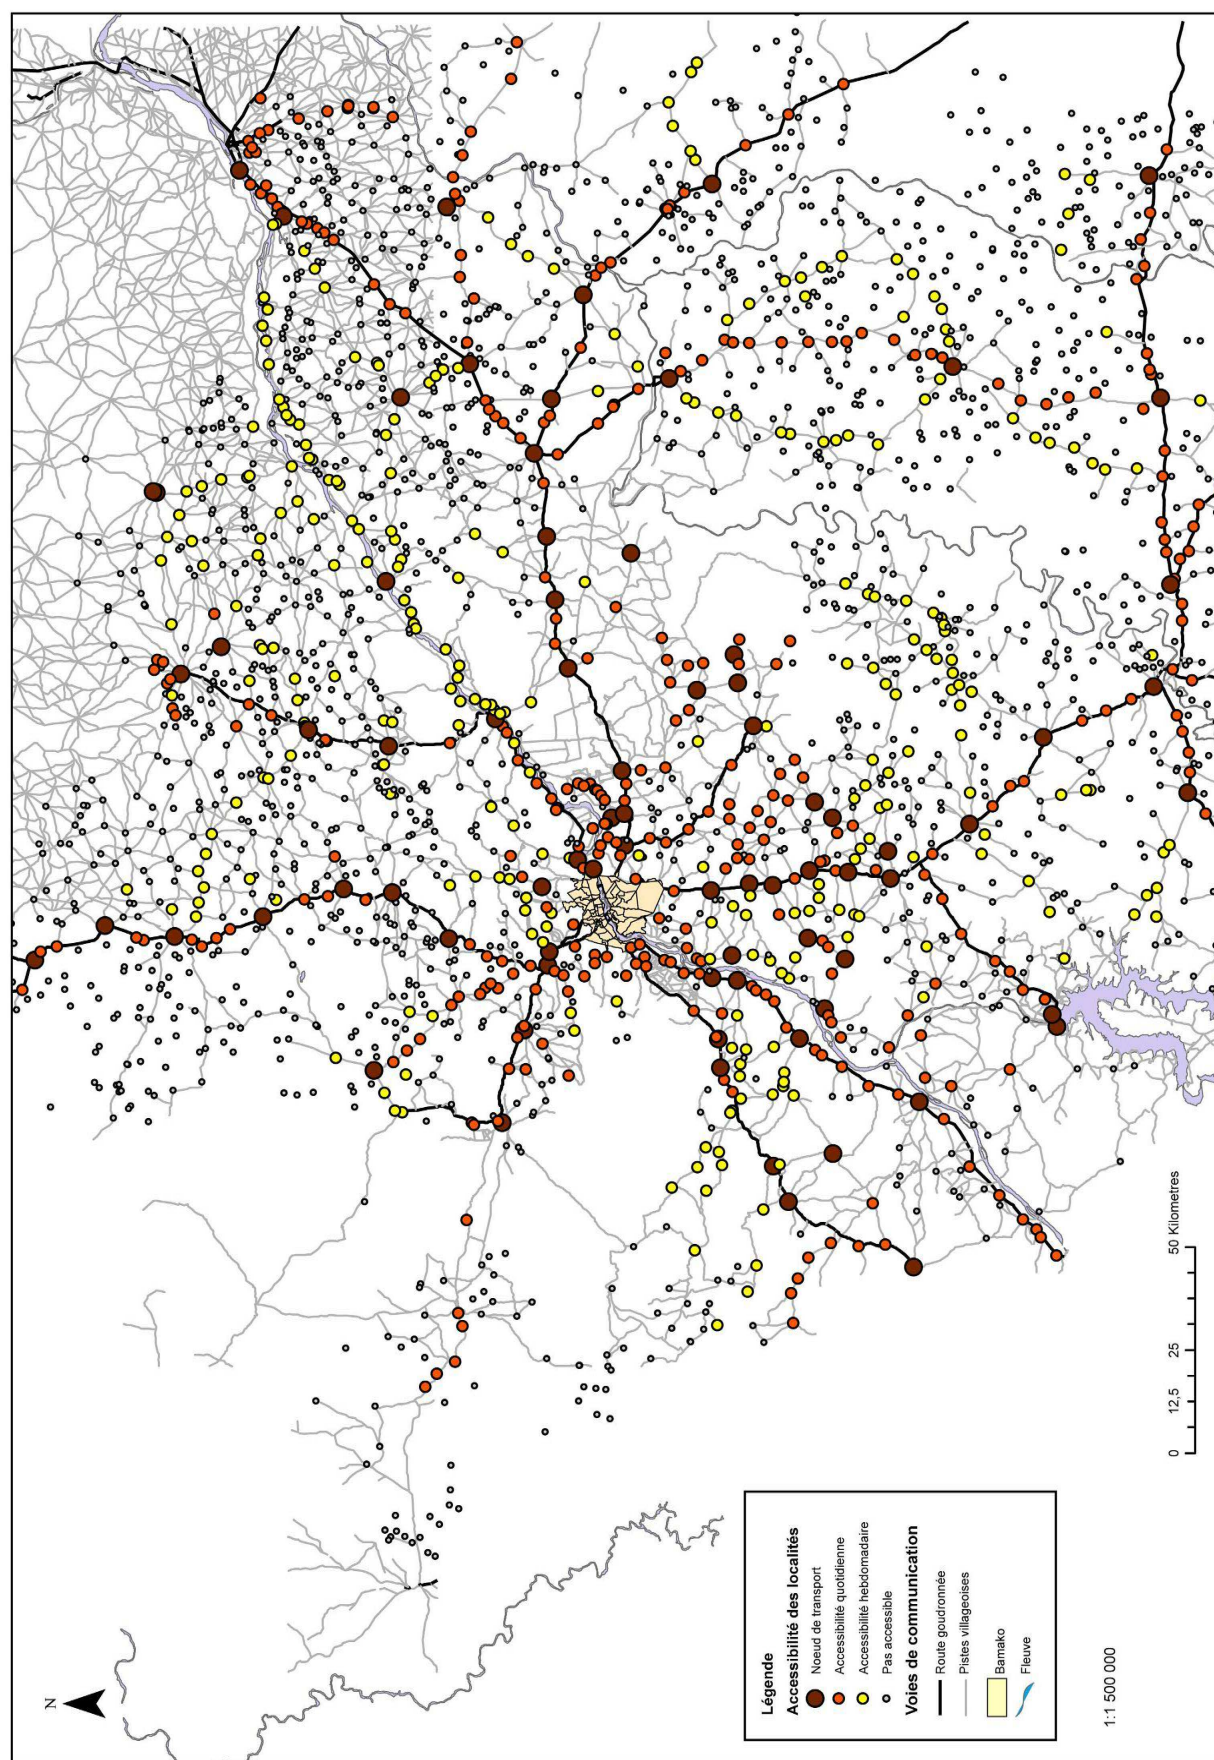 N
Légende
Accessibilité des localités
Noeud de transport
Accessibilité quotidienne
Accessibilité hebdomadaire
Pas accessible
Voies de communication
Route goudronnée
Pistes villageoises
Bamako
Fleuve
1:1 500 000
0 12,5 25 50 Kilometres